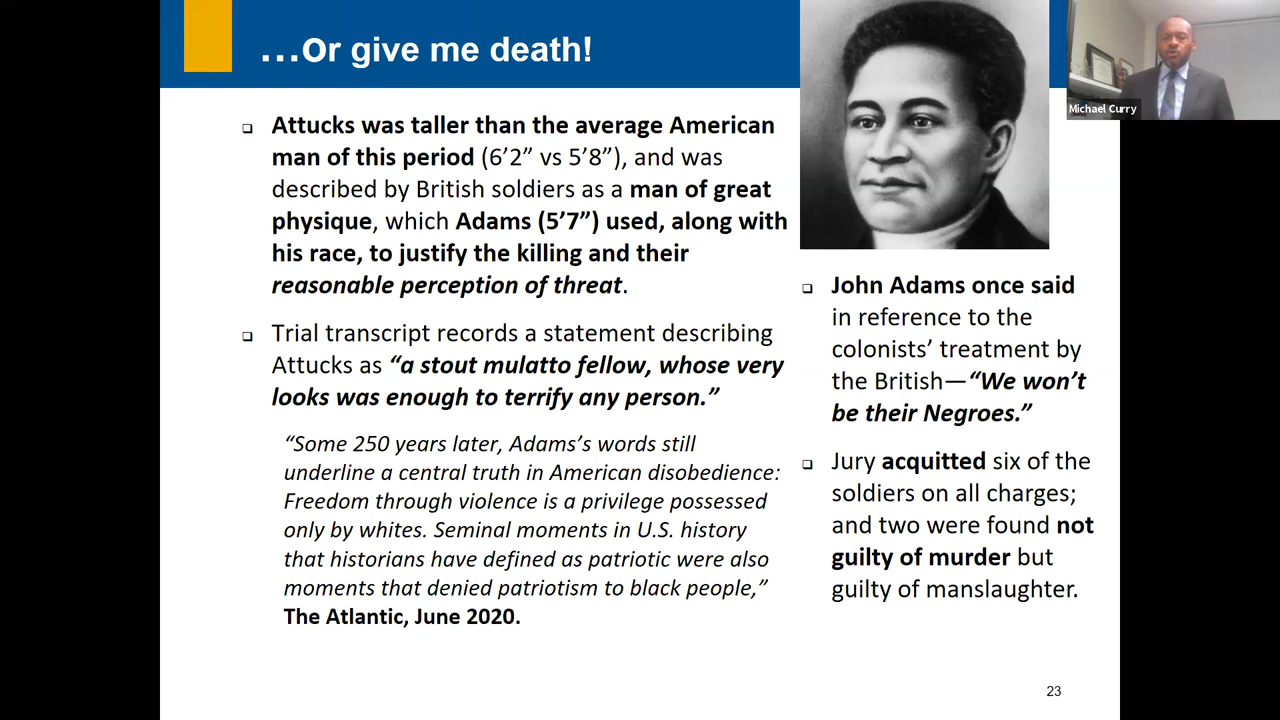 ...Or give me death!
Michael Curry
Attucks was taller than the average American
man of this period (6’2” vs 5’8”), and was
described by British soldiers as a man of great
physique, which Adams (5’7”) used, along with
his race, to justify the killing and their
reasonable perception of threat.
Trial transcript records a statement describing
Attucks as “a stout mulatto fellow, whose very
looks was enough to terrify any person.”
“Some 250 years later, Adams’s words still
underline a central truth in American disobedience:
Freedom through violence is a privilege possessed
only by whites. Seminal moments in U.S. history
that historians have defined as patriotic were also
moments that denied patriotism to black people,”
The Atlantic, June 2020.
John Adams once said
in reference to the
colonists’ treatment by
the British—“We won’t
be their Negroes.”
Jury acquitted six of the
soldiers on all charges;
and two were found not
guilty of murder but
guilty of manslaughter.
23